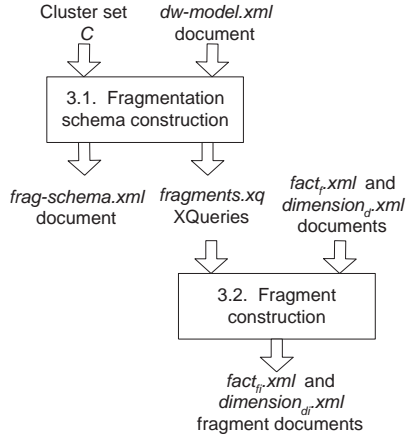 Cluster set
C
dw-model.xml
document
3.1. Fragmentation
schema construction
frag-schema.xml
document
fragments.xq
XQueries
fact_f.xml and
dimension_d.xml
documents
3.2. Fragment
construction
fact_fi.xml and
dimension_di.xml
fragment documents